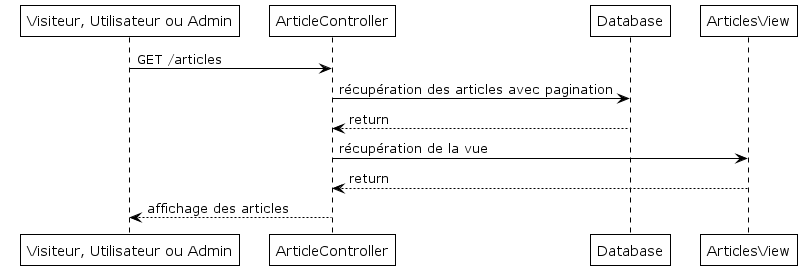 Visiteur, Utilisateur ou Admin
ArticleController
Database
ArticlesView
GET /articles
récupération des articles avec pagination
return
récupération de la vue
return
affichage des articles
Visiteur, Utilisateur ou Admin
ArticleController
Database
ArticlesView